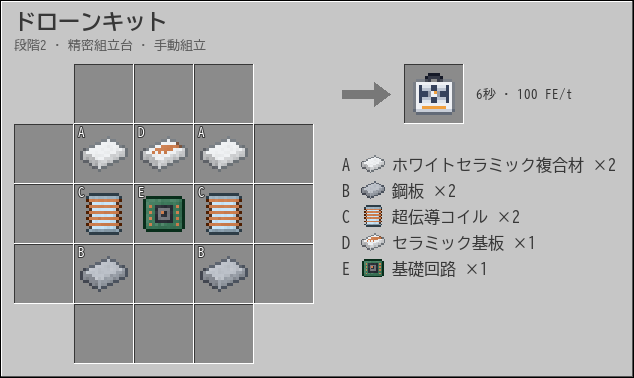 ドローンキット
段階2 · 精密組立台 · 手動組立
6秒 · 100 FE/t
A D A
C E C
B B
A ホワイトセラミック複合材 ×2
B 鋼板 ×2
C 超伝導コイル ×2
D セラミック基板 ×1
E 基礎回路 ×1